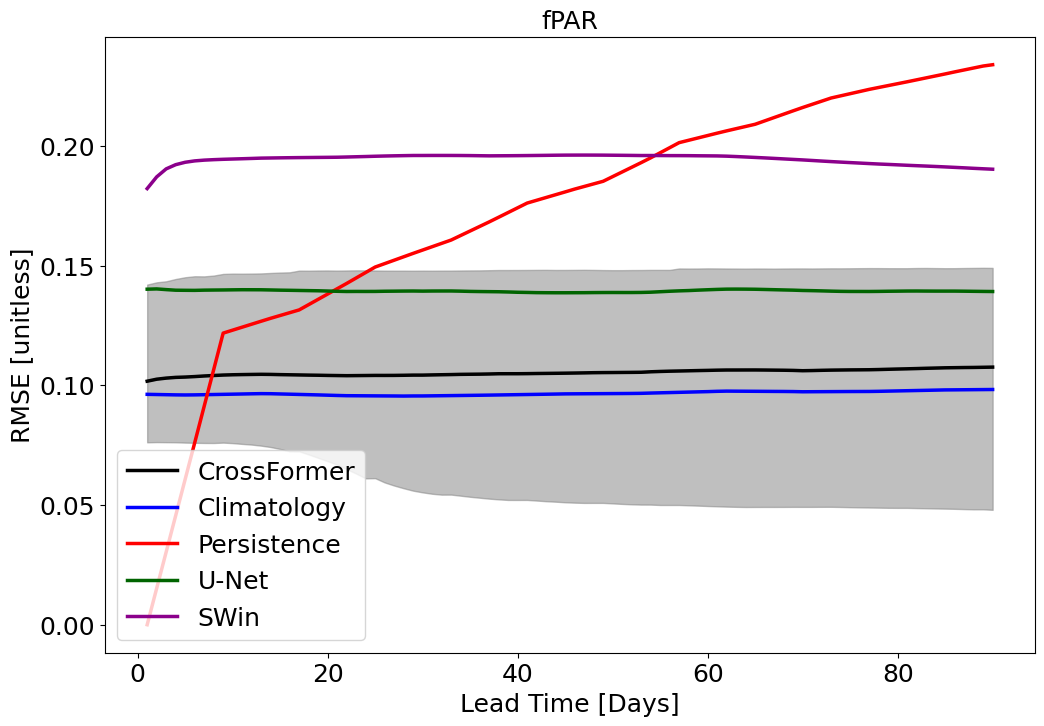 fPAR
RMSE [unitless]
0.20
0.15
0.10
0.05
0.00
CrossFormer
Climatology
Persistence
U-Net
SWin
0
20
40
60
80
Lead Time [Days]